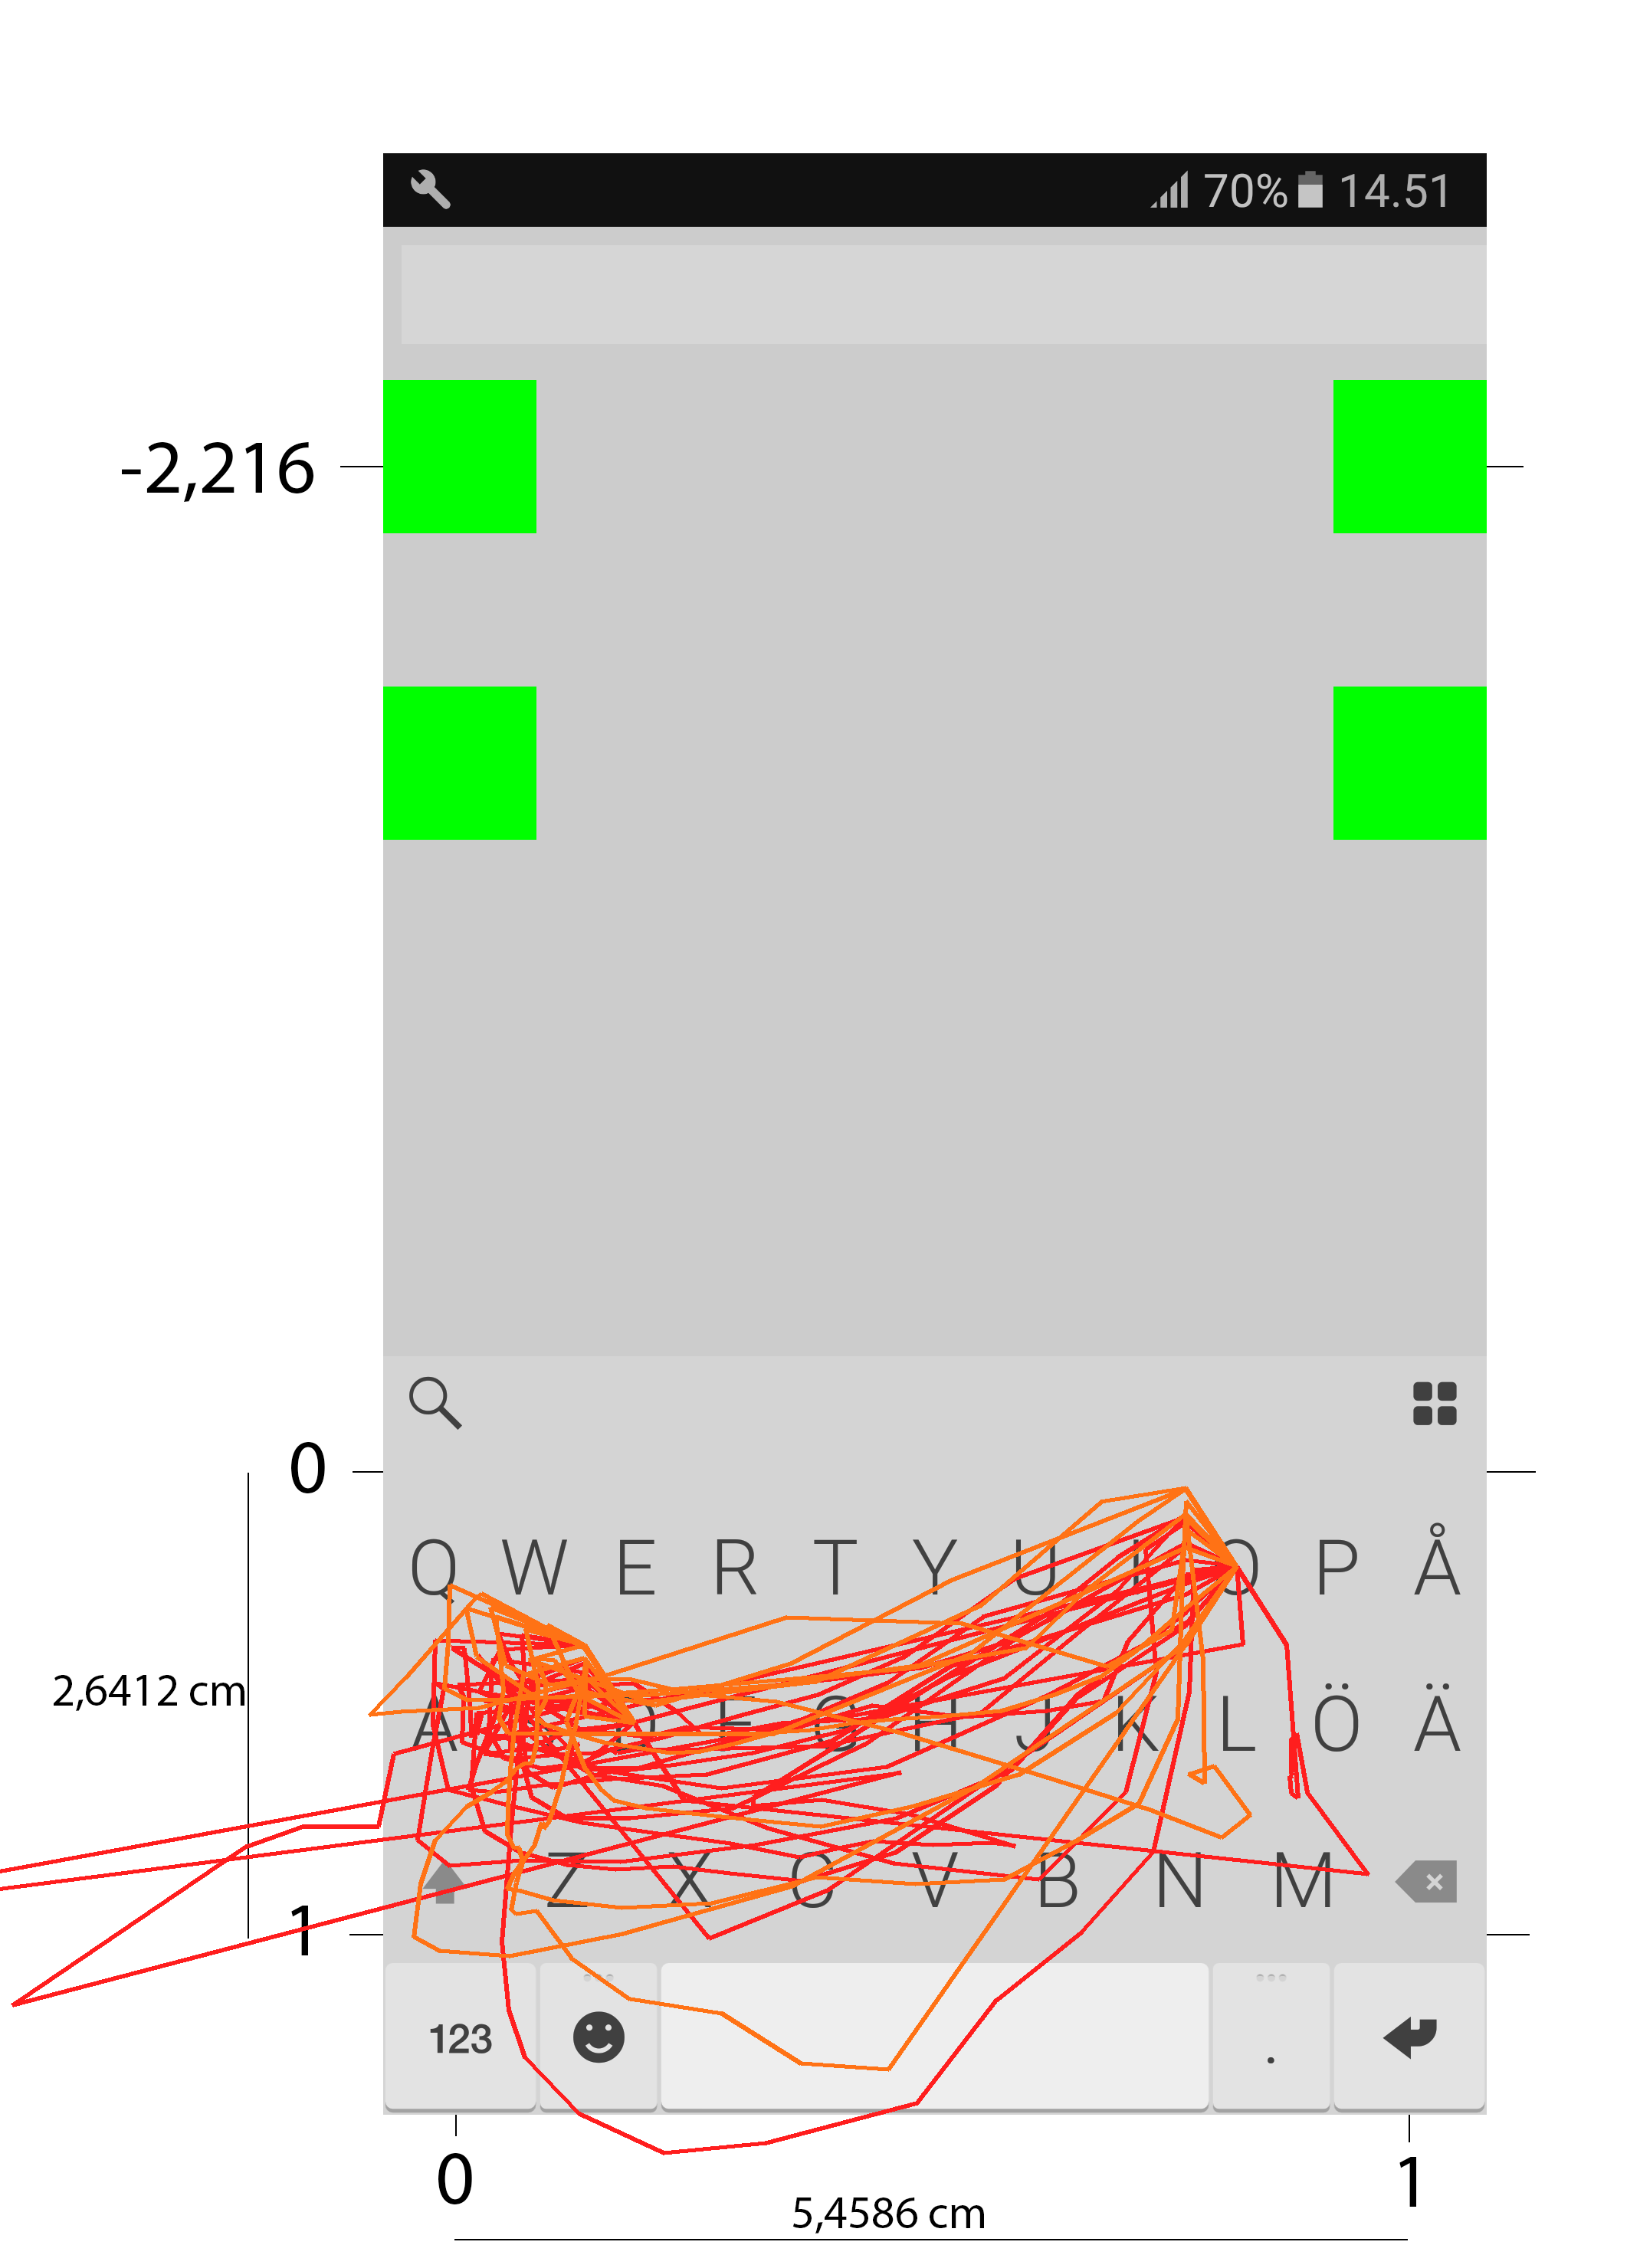 70% 14.51
-2,216
0
Q W E R T Y U I O P Å
2,6412 cm
A S D F G H J K L Ö Ä
Z X C V B N M
1
123
.
0 1
5,4586 cm